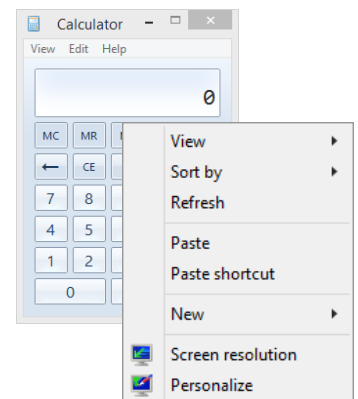 Calculator
View Edit Help
0
MC MR
← CE
7 8
4 5
1 2
0
View
Sort by
Refresh
Paste
Paste shortcut
New
Screen resolution
Personalize